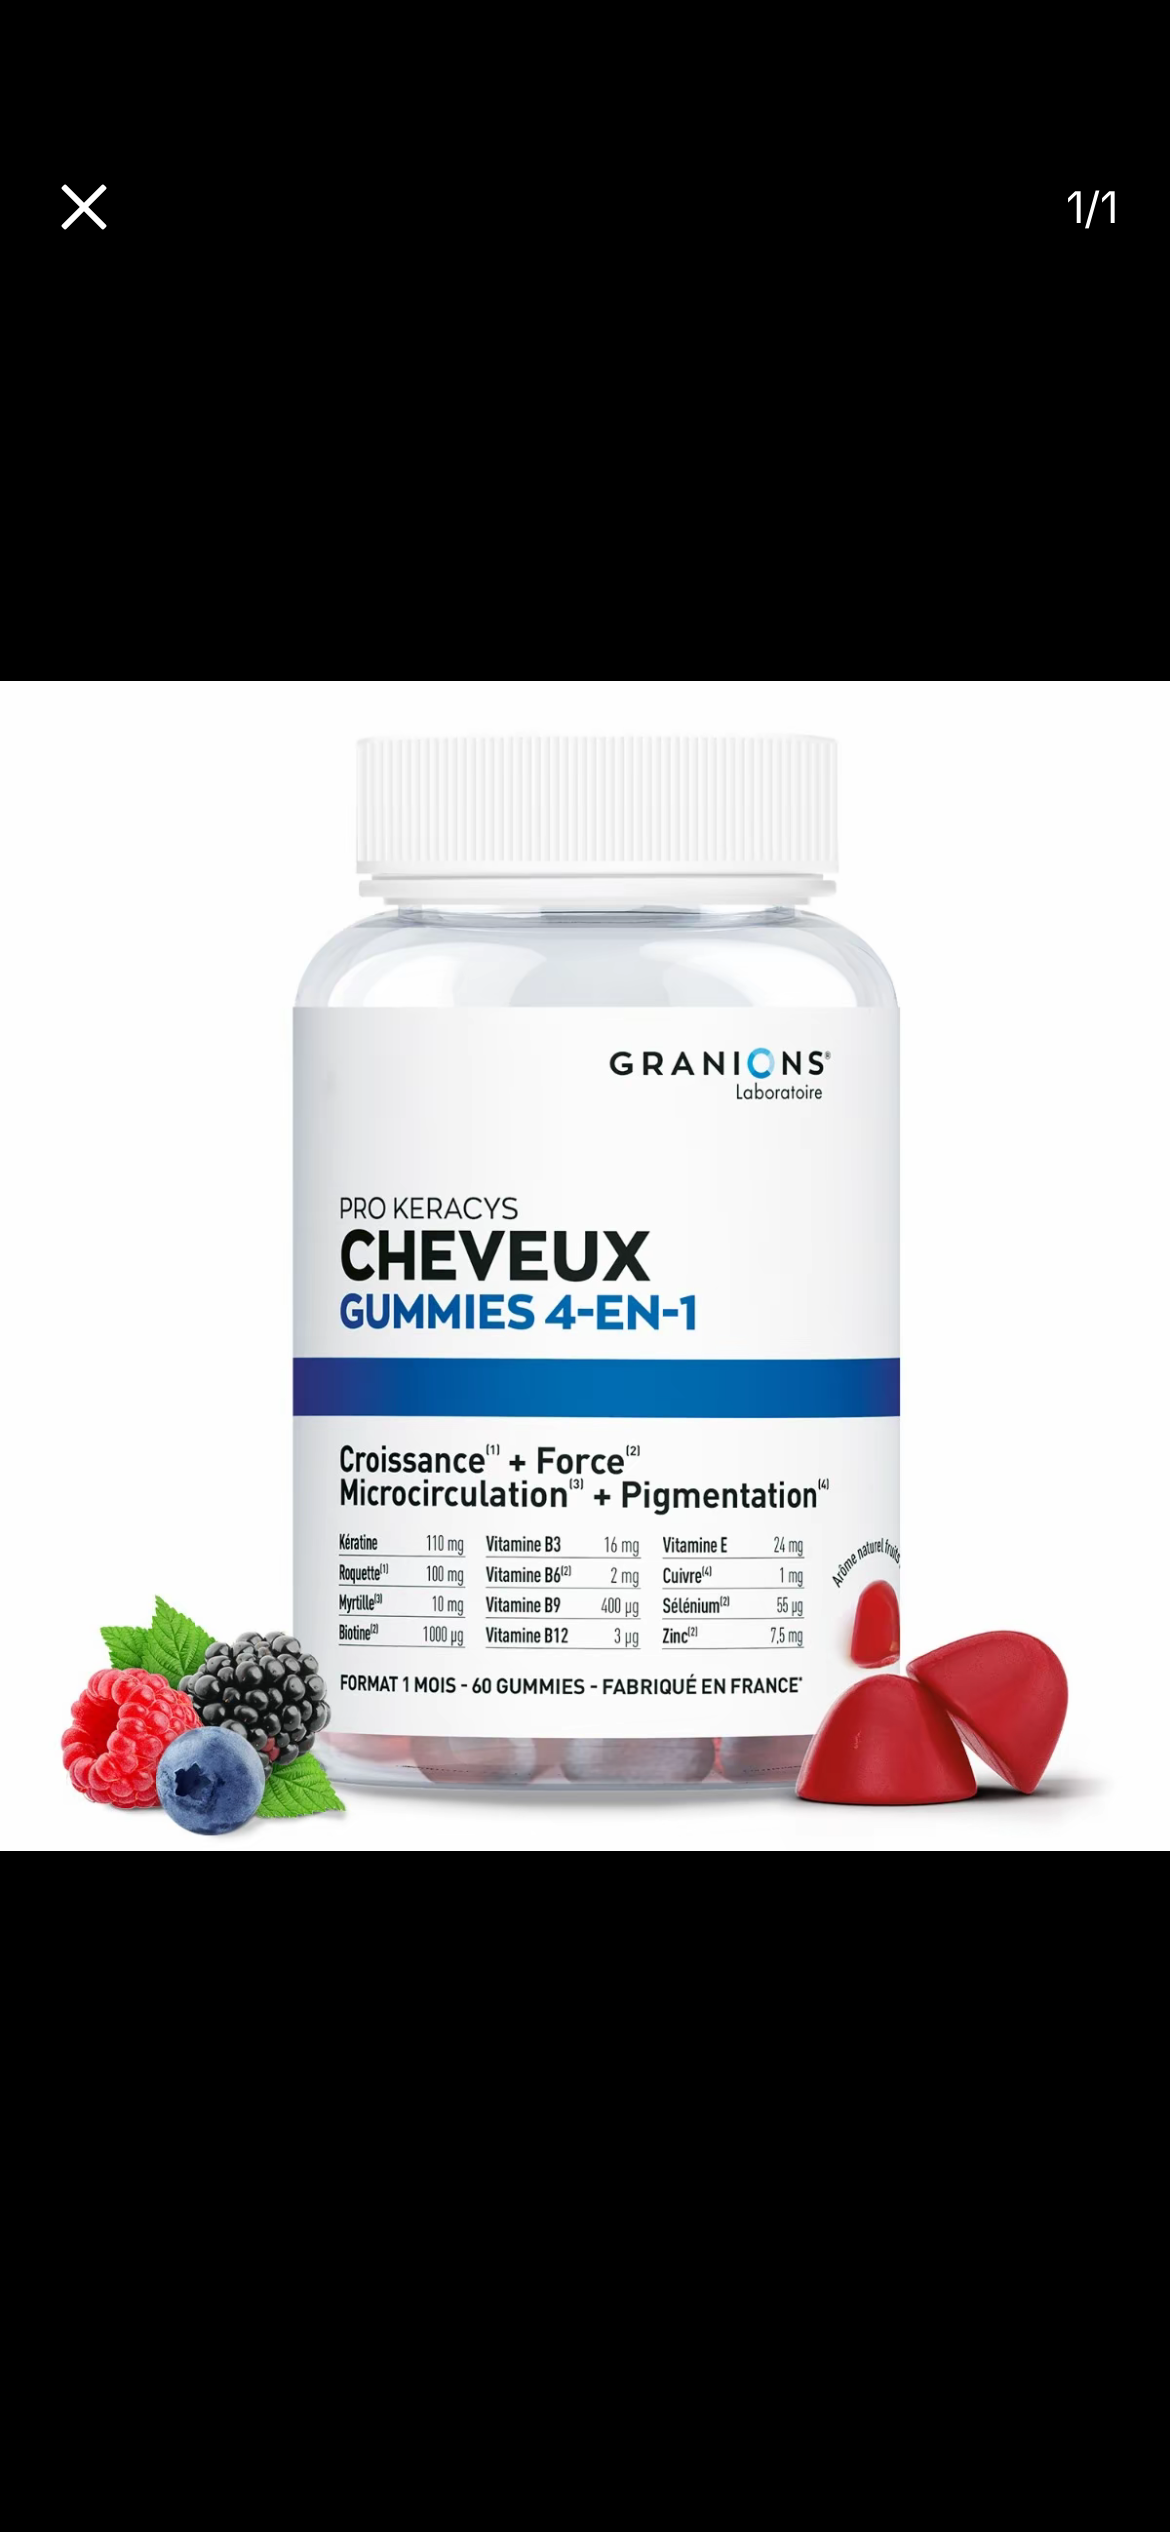 1/1
GRANIONS®
Laboratoire
PRO KERACYS
CHEVEUX
GUMMIES 4-EN-1
Croissance(1) + Force(2)
Microcirculation(3) + Pigmentation(4)
Kératine 110 mg Vitamine B3 16 mg Vitamine E 24 mg
Roquette(1) 100 mg Vitamine B6(2) 2 mg Cuivre(4) 1 mg
Myrtille(3) 10 mg Vitamine B9 400 µg Sélénium(2) 55 µg
Biotine(2) 1000 µg Vitamine B12 3 µg Zinc(2) 7,5 mg
Arôme naturel fruits
FORMAT 1 MOIS - 60 GUMMIES - FABRIQUÉ EN FRANCE*